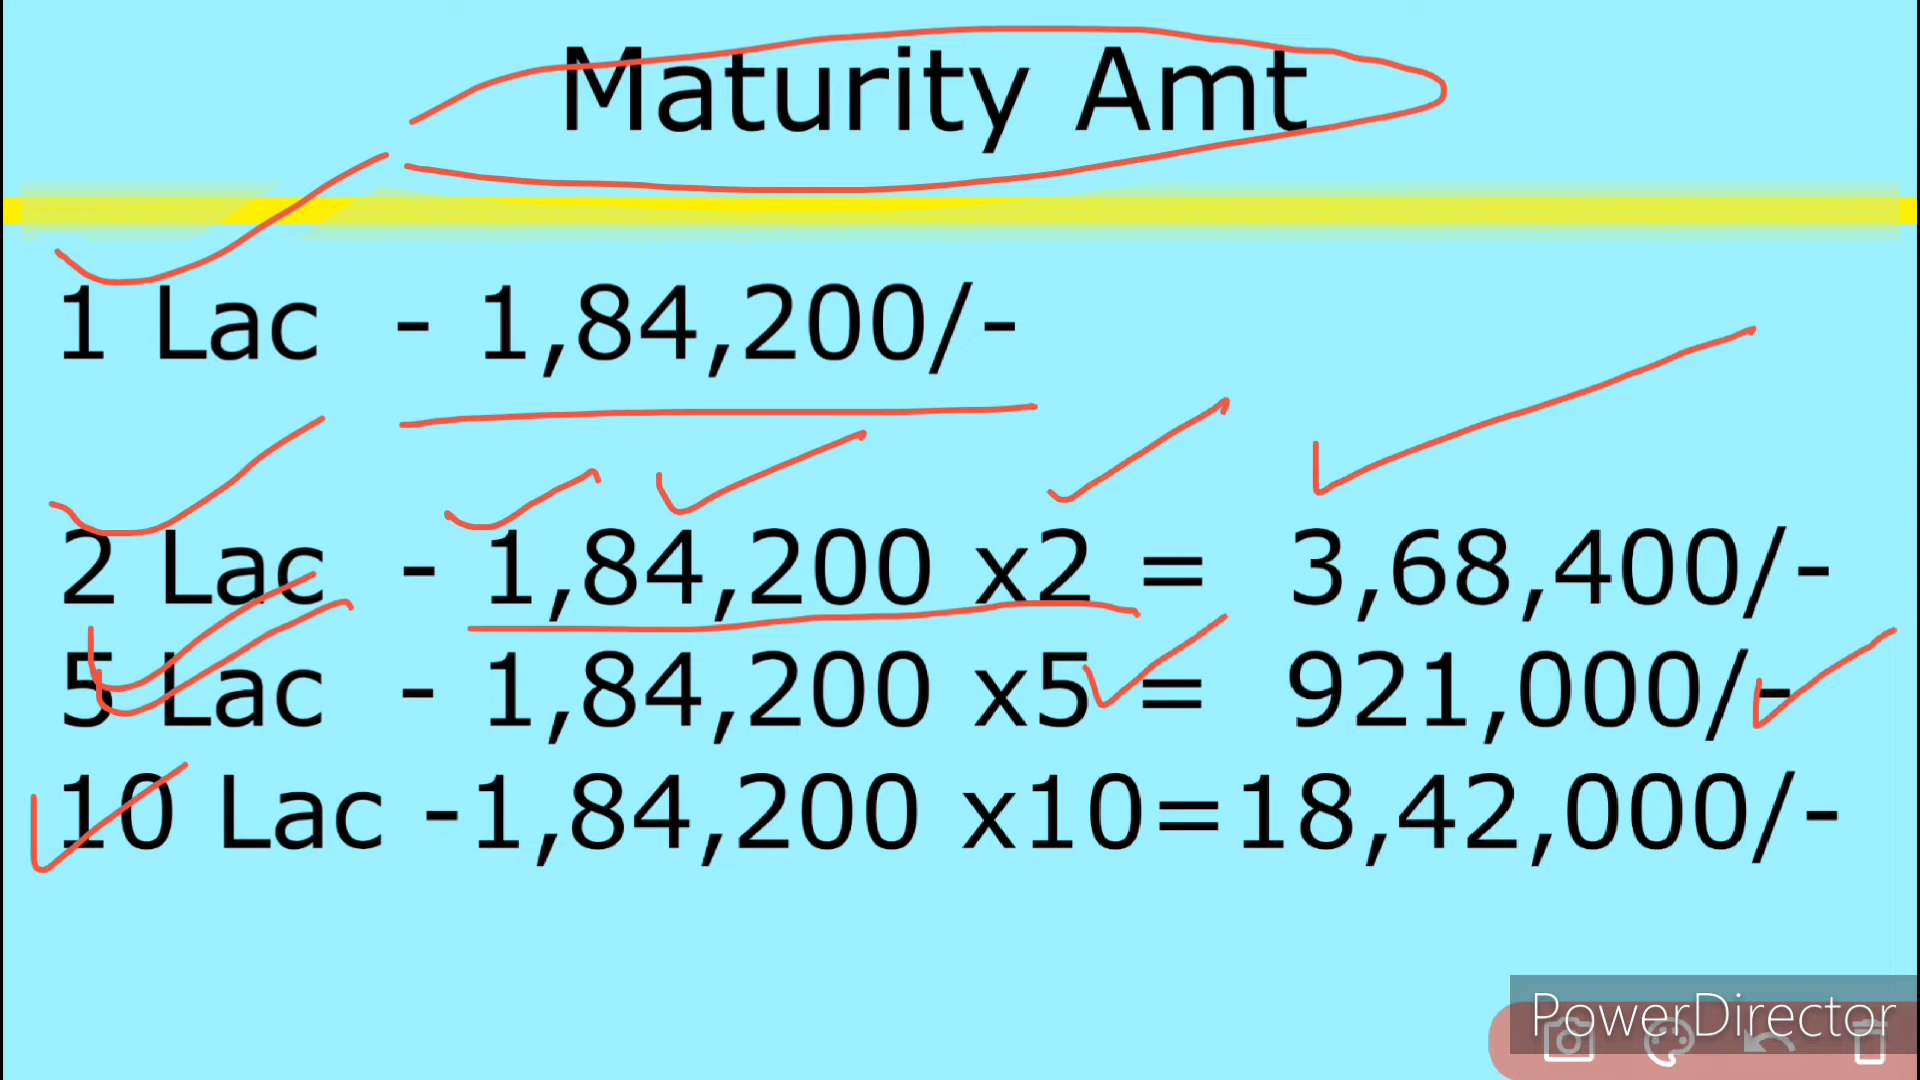 Maturity Amt
1 Lac - 1,84,200/-
2 Lac - 1,84,200 x2 = 3,68,400/-
5 Lac - 1,84,200 x5 = 921,000/-
10 Lac -1,84,200 x10=18,42,000/-
PowerDirector